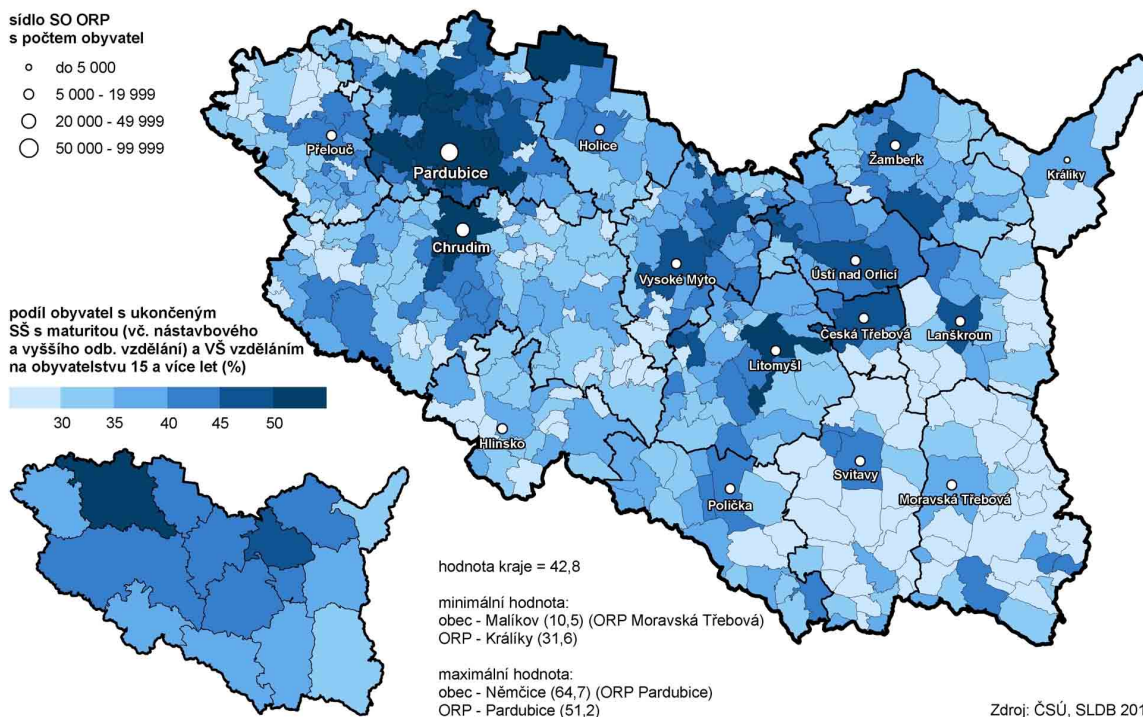 sídlo SO ORP
s počtem obyvatel
do 5 000
5 000 - 19 999
20 000 - 49 999
50 000 - 99 999
Přelouč
Pardubice
Holice
Žamberk
Králíky
Chrudim
Vysoké Mýto
Ústí nad Orlicí
Česká Třebová
Lanškroun
Litomyšl
Hlinsko
Svitavy
Polička
Moravská Třebová
podíl obyvatel s ukončeným
SŠ s maturitou (vč. nástavbového
a vyššího odb. vzdělání) a VŠ vzděláním
na obyvatelstvu 15 a více let (%)
30 35 40 45 50
hodnota kraje = 42,8
minimální hodnota:
obec - Malíkov (10,5) (ORP Moravská Třebová)
ORP - Králíky (31,6)
maximální hodnota:
obec - Němčice (64,7) (ORP Pardubice)
ORP - Pardubice (51,2)
Zdroj: ČSÚ, SLDB 201